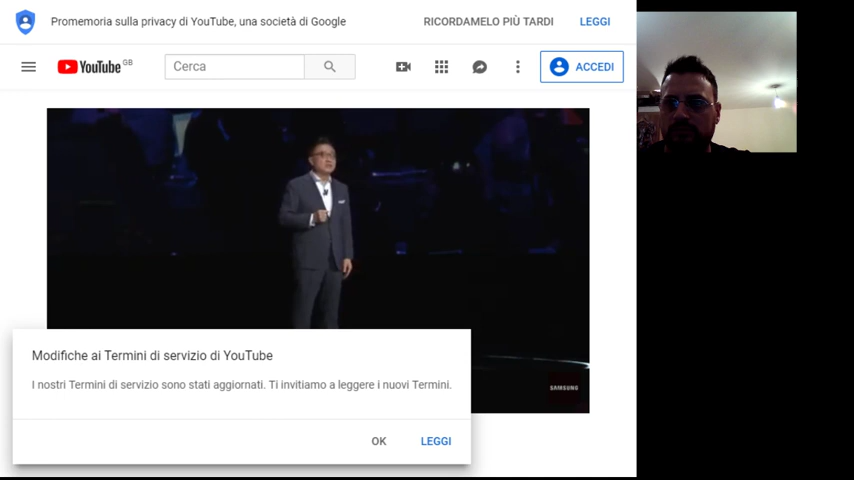 Promemoria sulla privacy di YouTube, una società di Google
RICORDAMELO PIÙ TARDI
LEGGI
YouTube GB
Cerca
ACCEDI
SAMSUNG
Modifiche ai Termini di servizio di YouTube
I nostri Termini di servizio sono stati aggiornati. Ti invitiamo a leggere i nuovi Termini.
OK
LEGGI